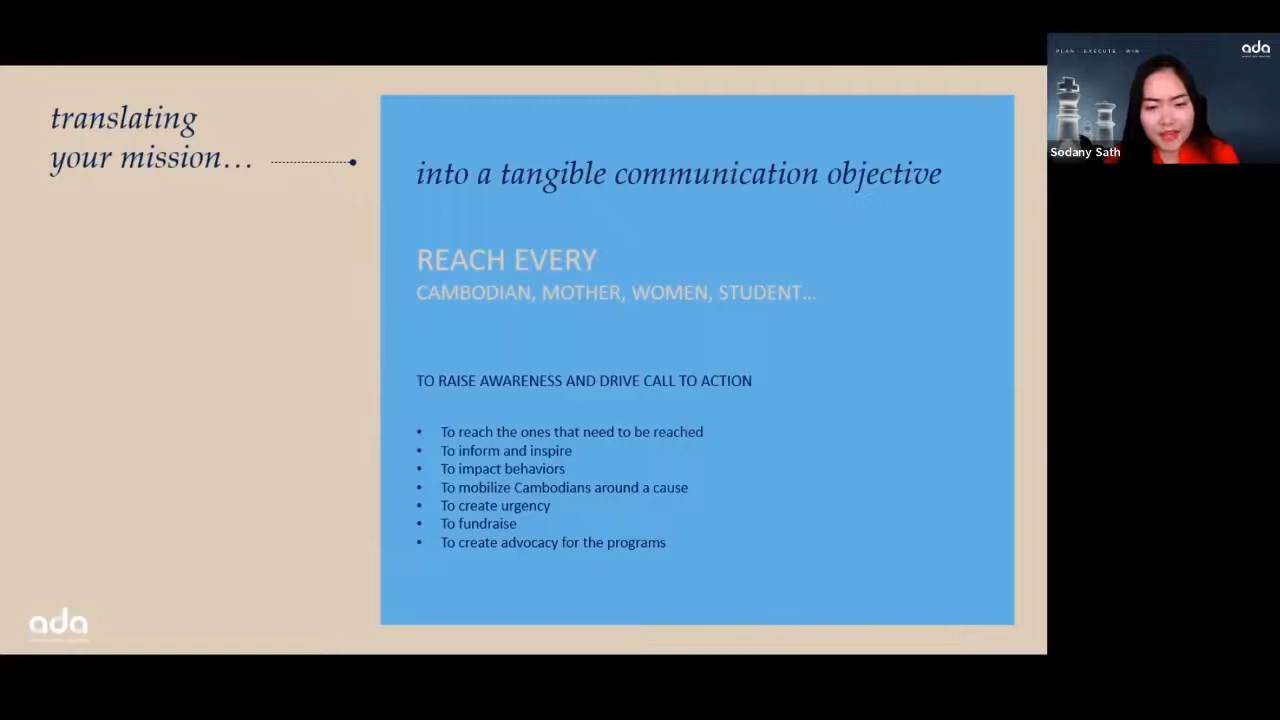 translating
your mission…
into a tangible communication objective
REACH EVERY
CAMBODIAN, MOTHER, WOMEN, STUDENT…
TO RAISE AWARENESS AND DRIVE CALL TO ACTION
• To reach the ones that need to be reached
• To inform and inspire
• To impact behaviors
• To mobilize Cambodians around a cause
• To create urgency
• To fundraise
• To create advocacy for the programs
ada
PLAN · EXECUTE · WIN
ada
Sodany Sath